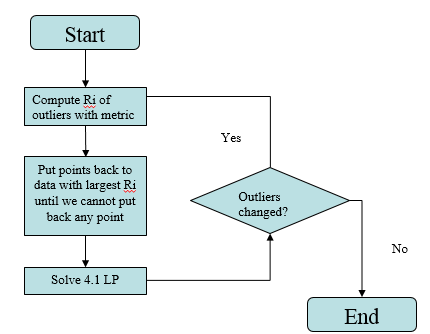 Start
Compute Ri of
outliers with metric
Put points back to
data with largest Ri
until we cannot put
back any point
Solve 4.1 LP
Yes
Outliers
changed?
No
End